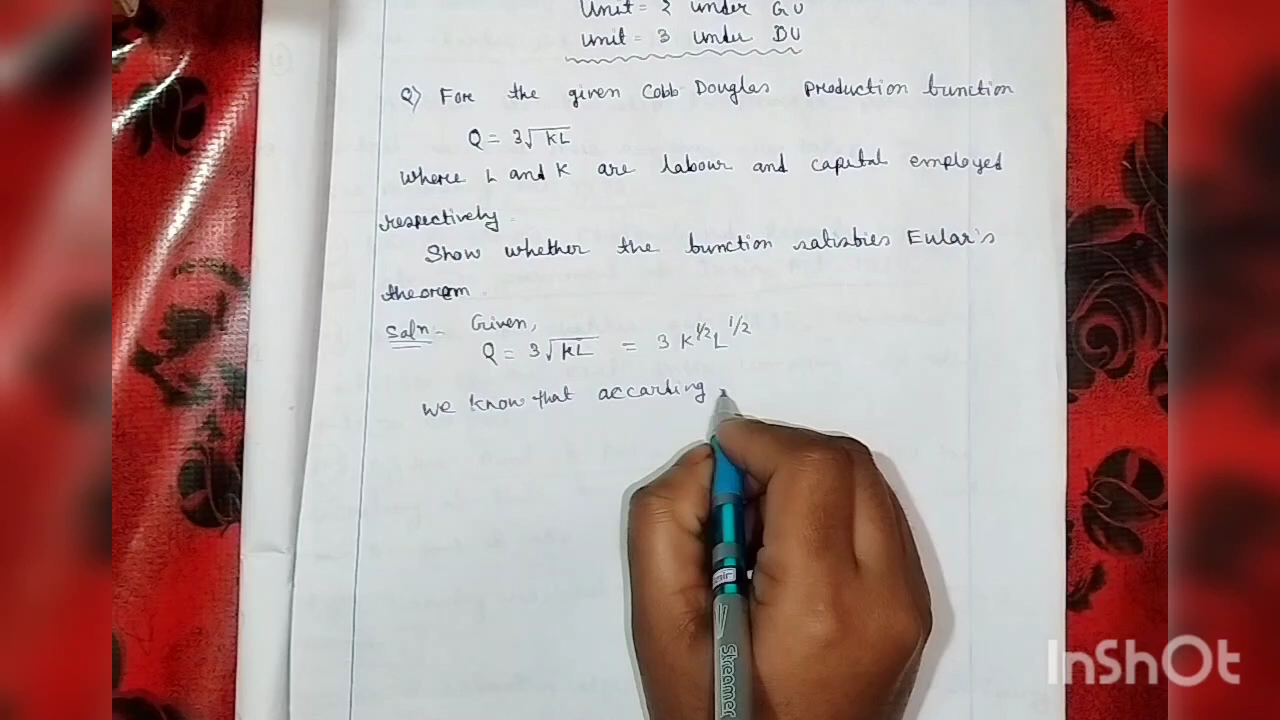 Unit = 2 under GU
Unit = 3 under DU
Q) For the given Cobb Douglas production function
Q = 3√KL
where L and K are labour and capital employed
respectively.
Show whether the function satisfies Eular's
theorem.
Solⁿ - Given,
Q = 3√KL = 3 K^1/2 L^1/2
we know that according
Streamer
InShOt